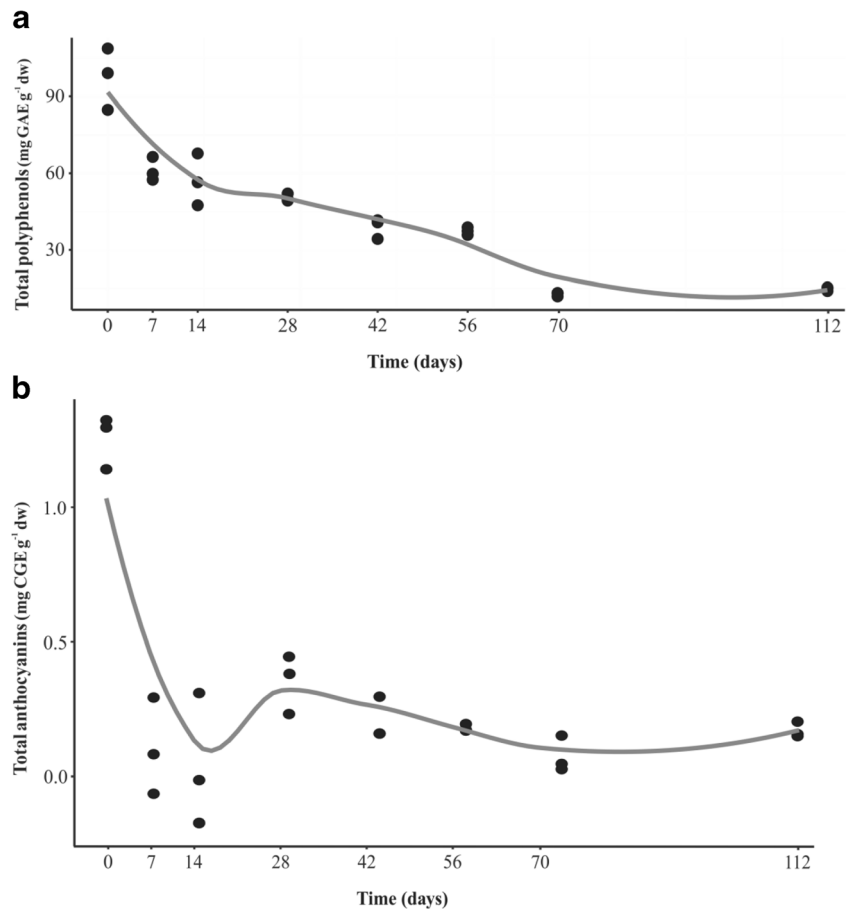 a
Total polyphenols (mg GAE g⁻¹ dw)
90
60
30
0 7 14 28 42 56 70 112
Time (days)
b
Total anthocyanins (mg CGE g⁻¹ dw)
1.0
0.5
0.0
0 7 14 28 42 56 70 112
Time (days)